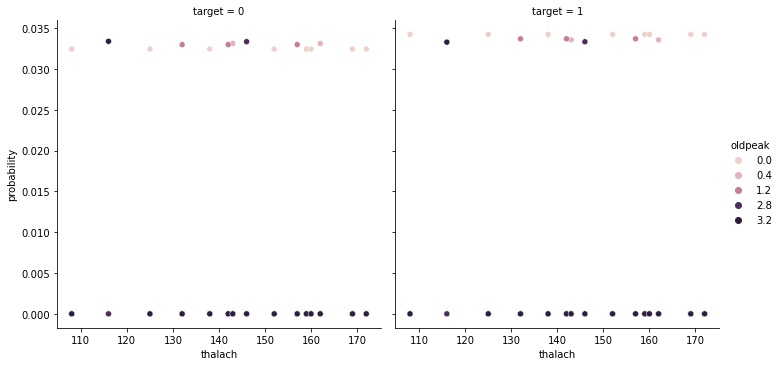 target = 0
target = 1
probability
0.035
0.030
0.025
0.020
0.015
0.010
0.005
0.000
110 120 130 140 150 160 170
thalach
110 120 130 140 150 160 170
thalach
oldpeak
0.0
0.4
1.2
2.8
3.2